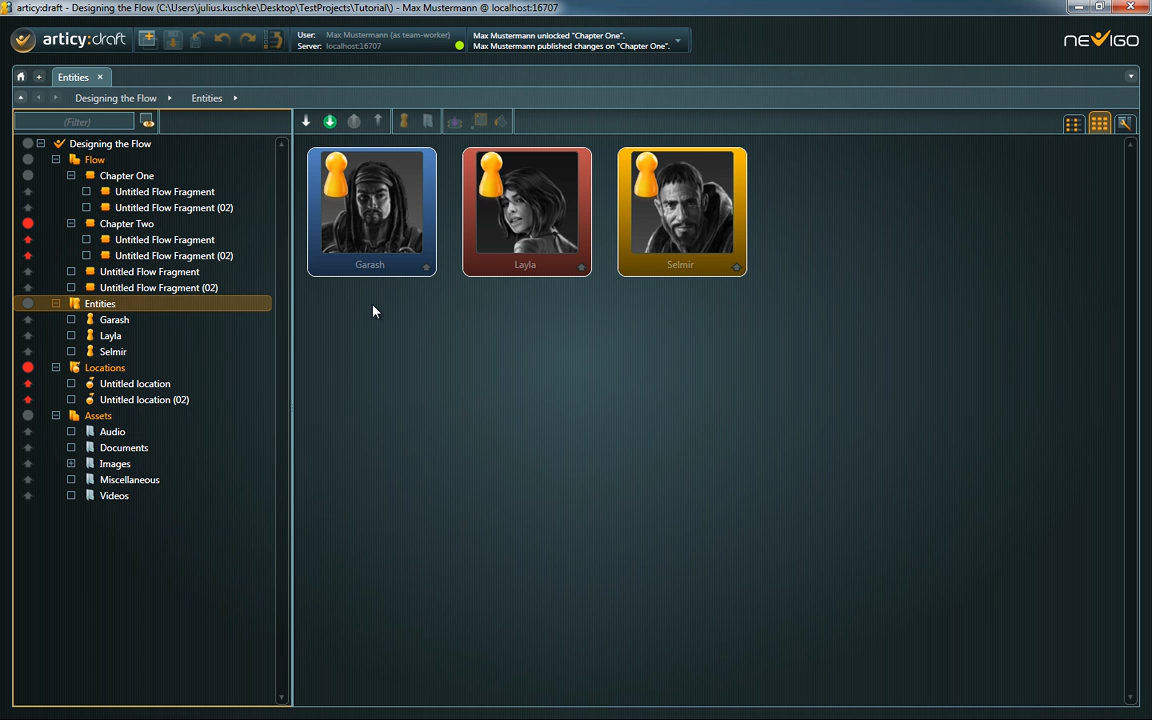 articy:draft - Designing the Flow (C:\Users\julius.kuschke\Desktop\TestProjects\Tutorial\) - Max Mustermann @ localhost:16707
articy:draft
User: Max Mustermann (as team-worker)
Server: localhost:16707
Max Mustermann unlocked "Chapter One".
Max Mustermann published changes on "Chapter One".
nevigo
Entities
Designing the Flow
Entities
(Filter)
Designing the Flow
Flow
Chapter One
Untitled Flow Fragment
Untitled Flow Fragment (02)
Chapter Two
Untitled Flow Fragment
Untitled Flow Fragment (02)
Untitled Flow Fragment
Untitled Flow Fragment (02)
Entities
Garash
Layla
Selmir
Locations
Untitled location
Untitled location (02)
Assets
Audio
Documents
Images
Miscellaneous
Videos
Garash
Layla
Selmir